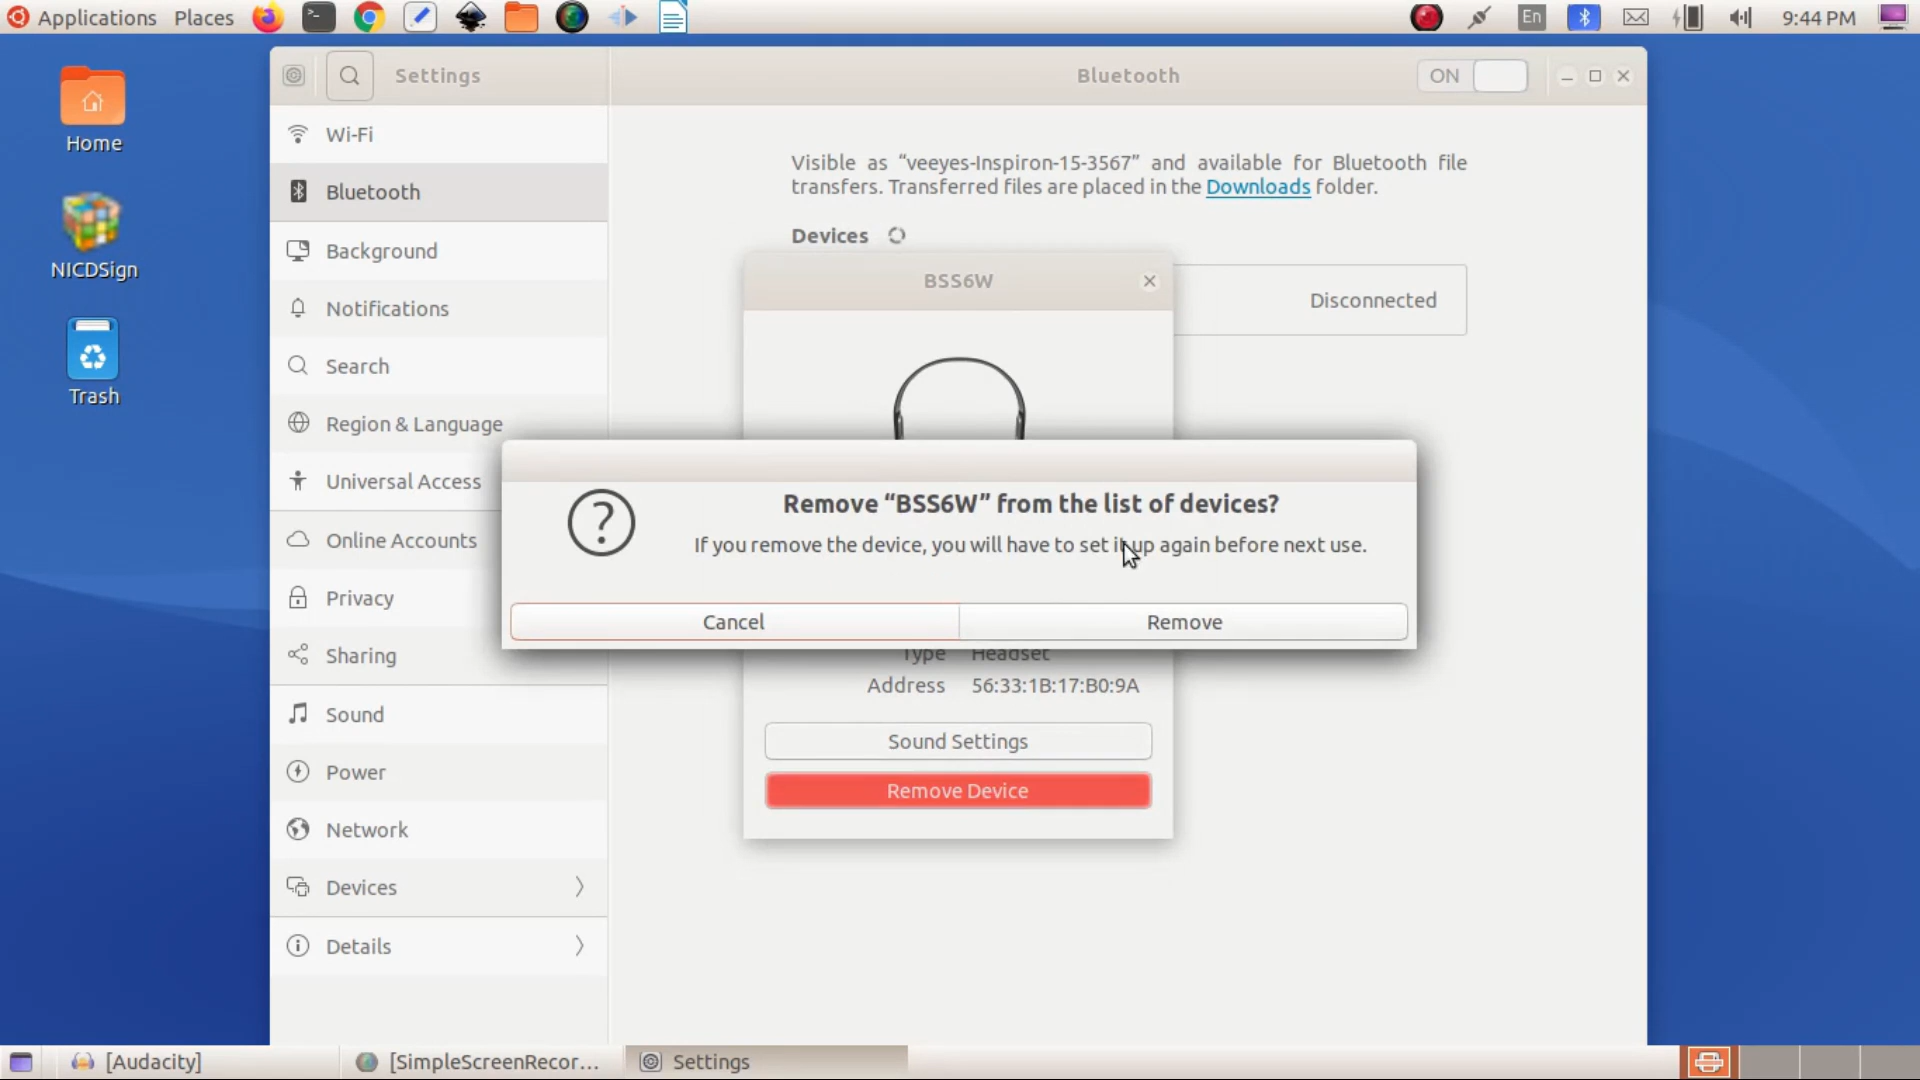 Applications Places
En 9:44 PM
Home
NICDSign
Trash
Settings
Bluetooth
ON
Wi-Fi
Bluetooth
Background
Notifications
Search
Region & Language
Universal Access
Online Accounts
Privacy
Sharing
Sound
Power
Network
Devices
Details
Visible as “veeyes-Inspiron-15-3567” and available for Bluetooth file
transfers. Transferred files are placed in the Downloads folder.
Devices
Disconnected
BSS6W
Remove “BSS6W” from the list of devices?
If you remove the device, you will have to set it up again before next use.
Cancel Remove
Type Headset
Address 56:33:1B:17:B0:9A
Sound Settings
Remove Device
[Audacity] [SimpleScreenRecor... Settings